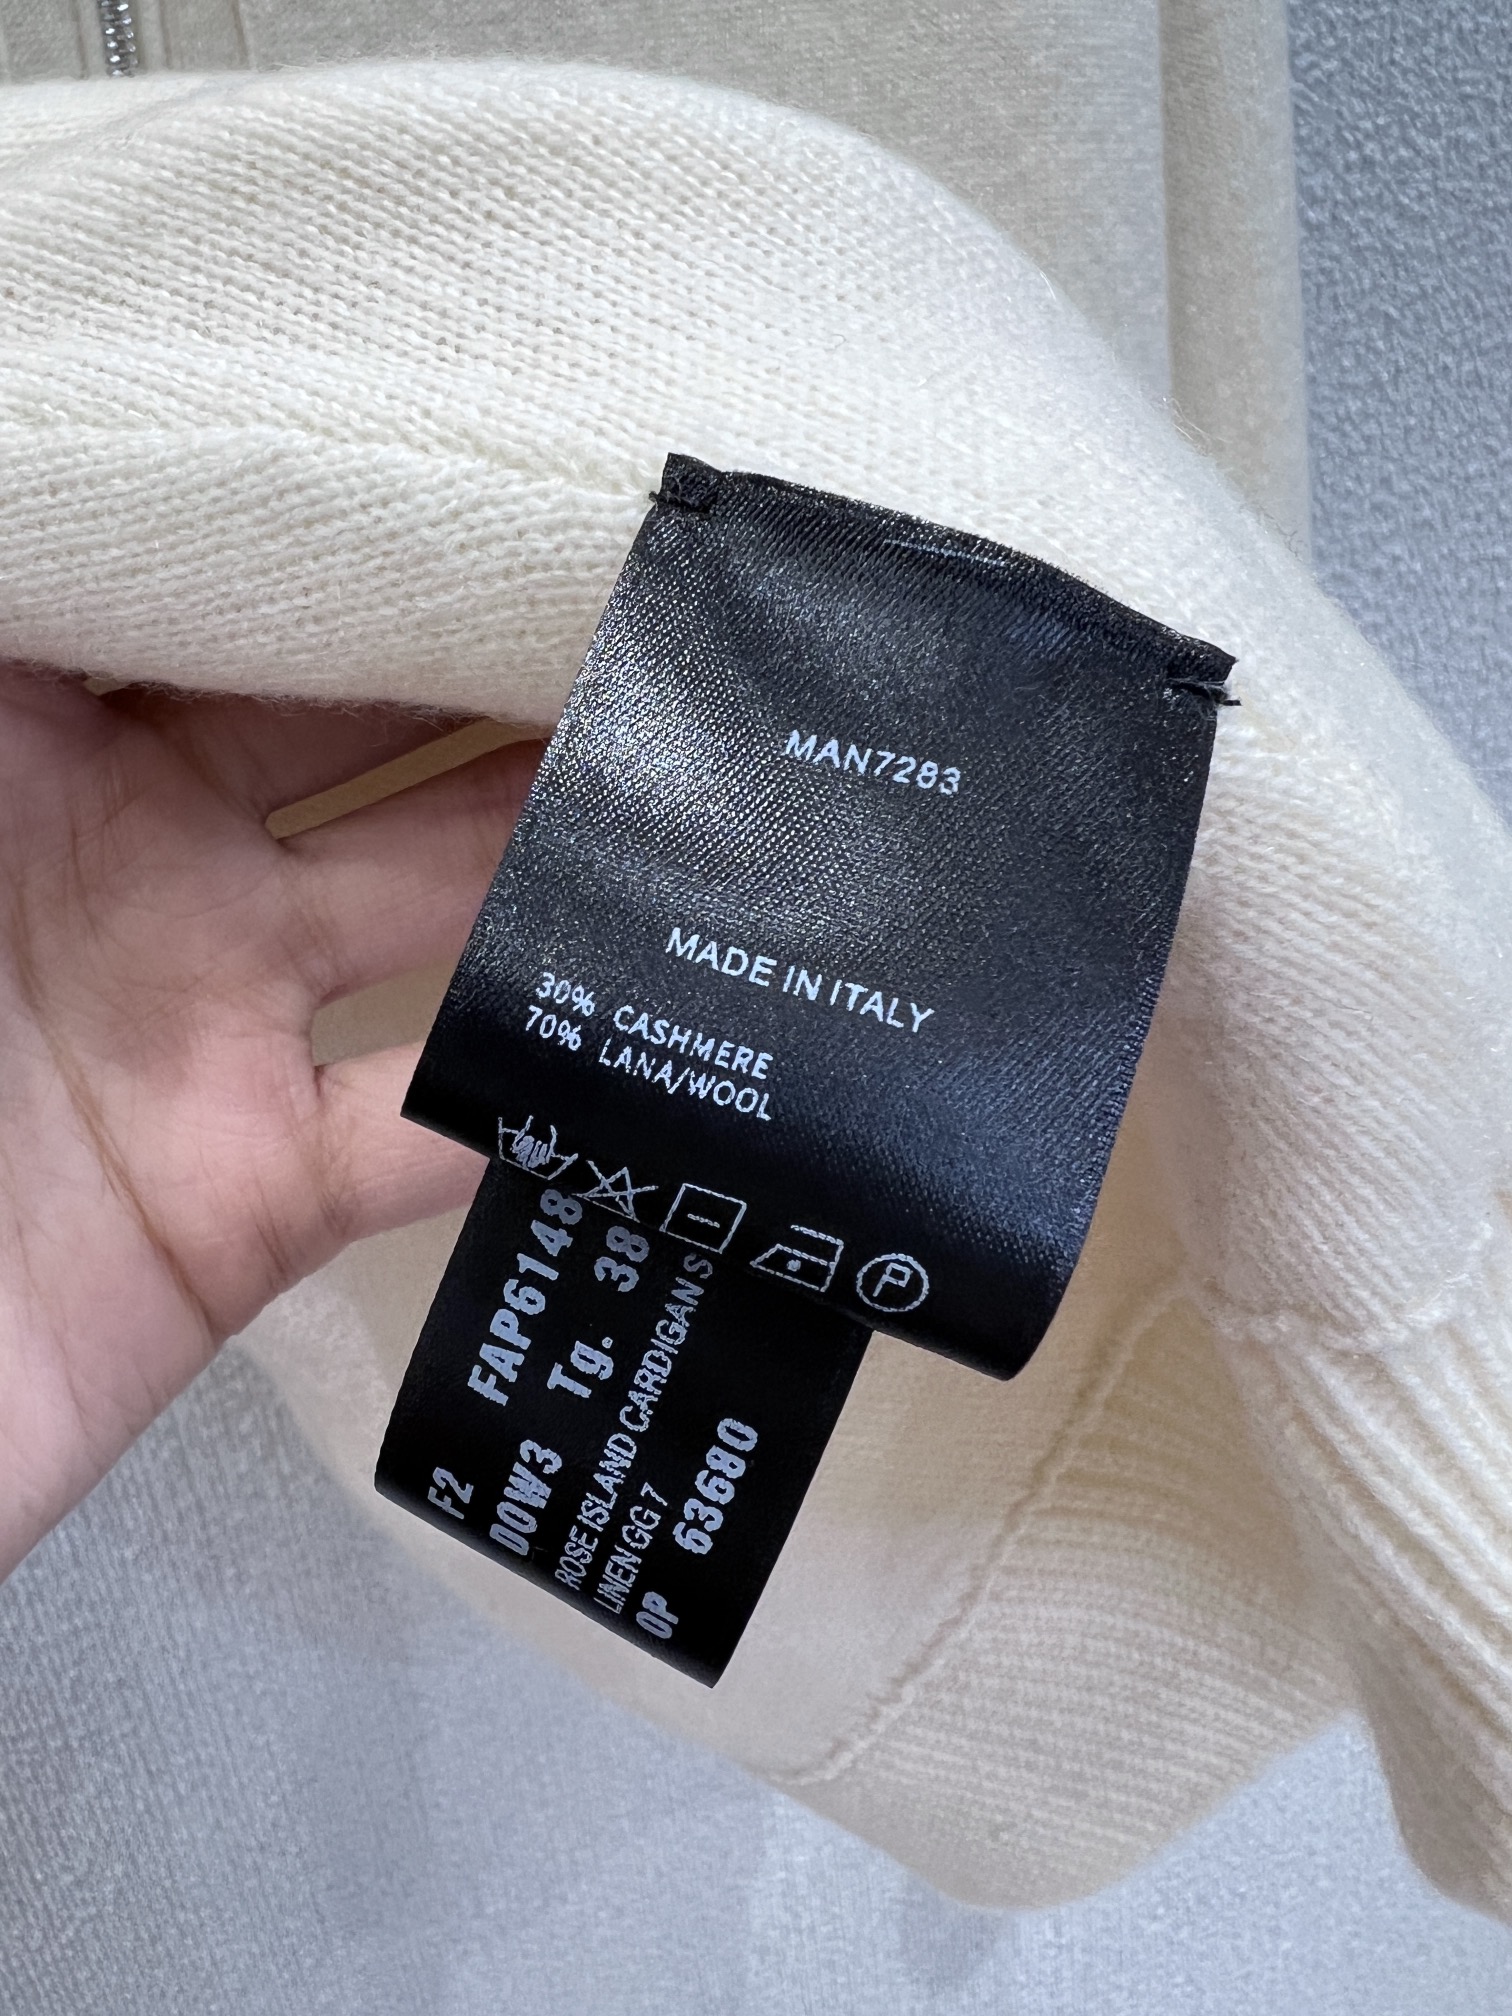 MAN7283
MADE IN ITALY
30% CASHMERE
70% LANA/WOOL
P
F2 FAP6148
D0W3 Tg. 38
ROSE ISLAND CARDIGAN S
LINEN GG 7
OP 63680